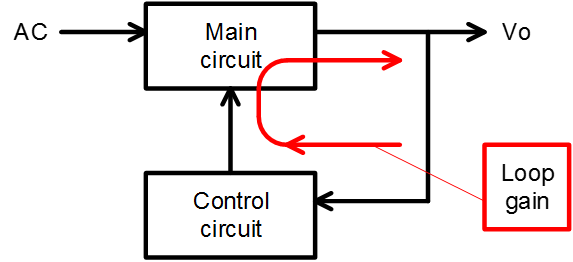 AC
Main
circuit
Vo
Control
circuit
Loop
gain